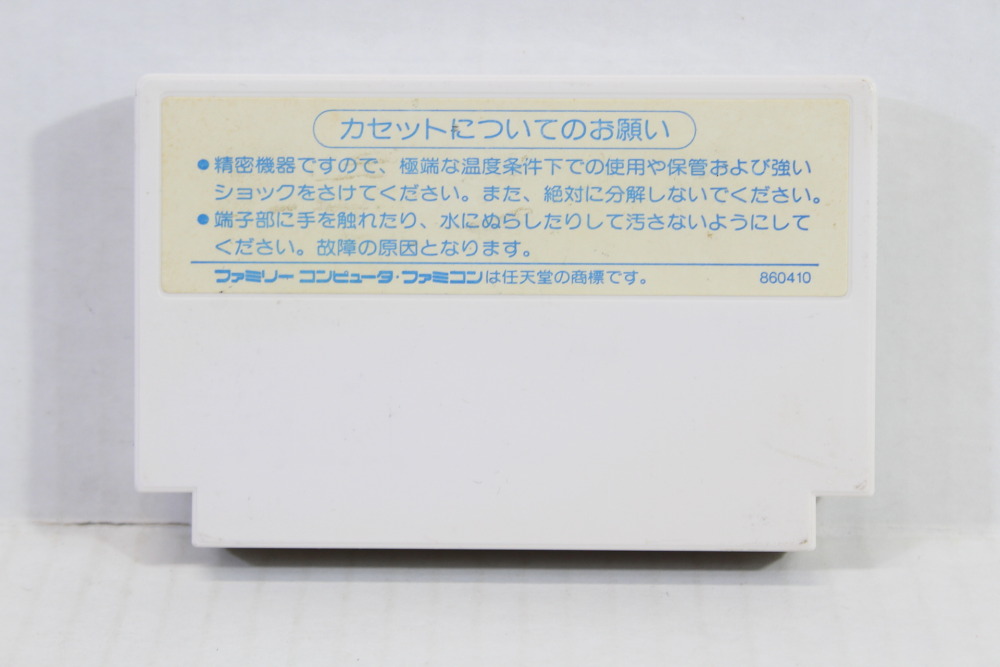 カセットについてのお願い
●精密機器ですので、極端な温度条件下での使用や保管および強い
ショックをさけてください。また、絶対に分解しないでください。
●端子部に手を触れたり、水にぬらしたりして汚さないようにして
ください。故障の原因となります。
ファミリー コンピュータ・ファミコンは任天堂の商標です。 860410